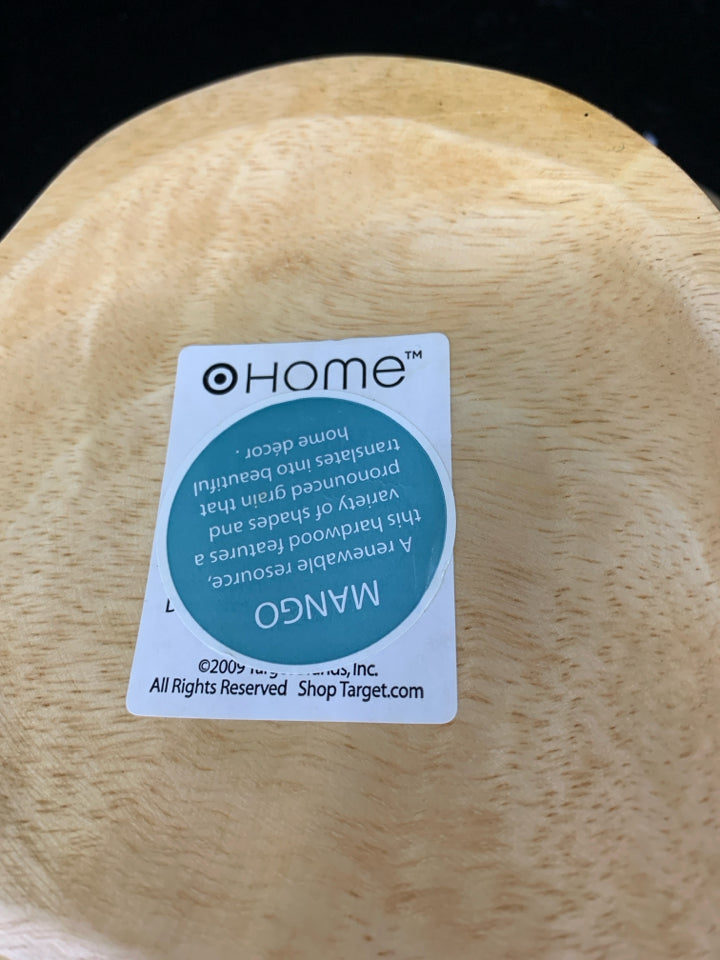 HOME™
MANGO
A renewable resource,
this hardwood features a
variety of shades and
pronounced grain that
translates into beautiful
home décor.
©2009 Inc.
All Rights Reserved Shop Target.com